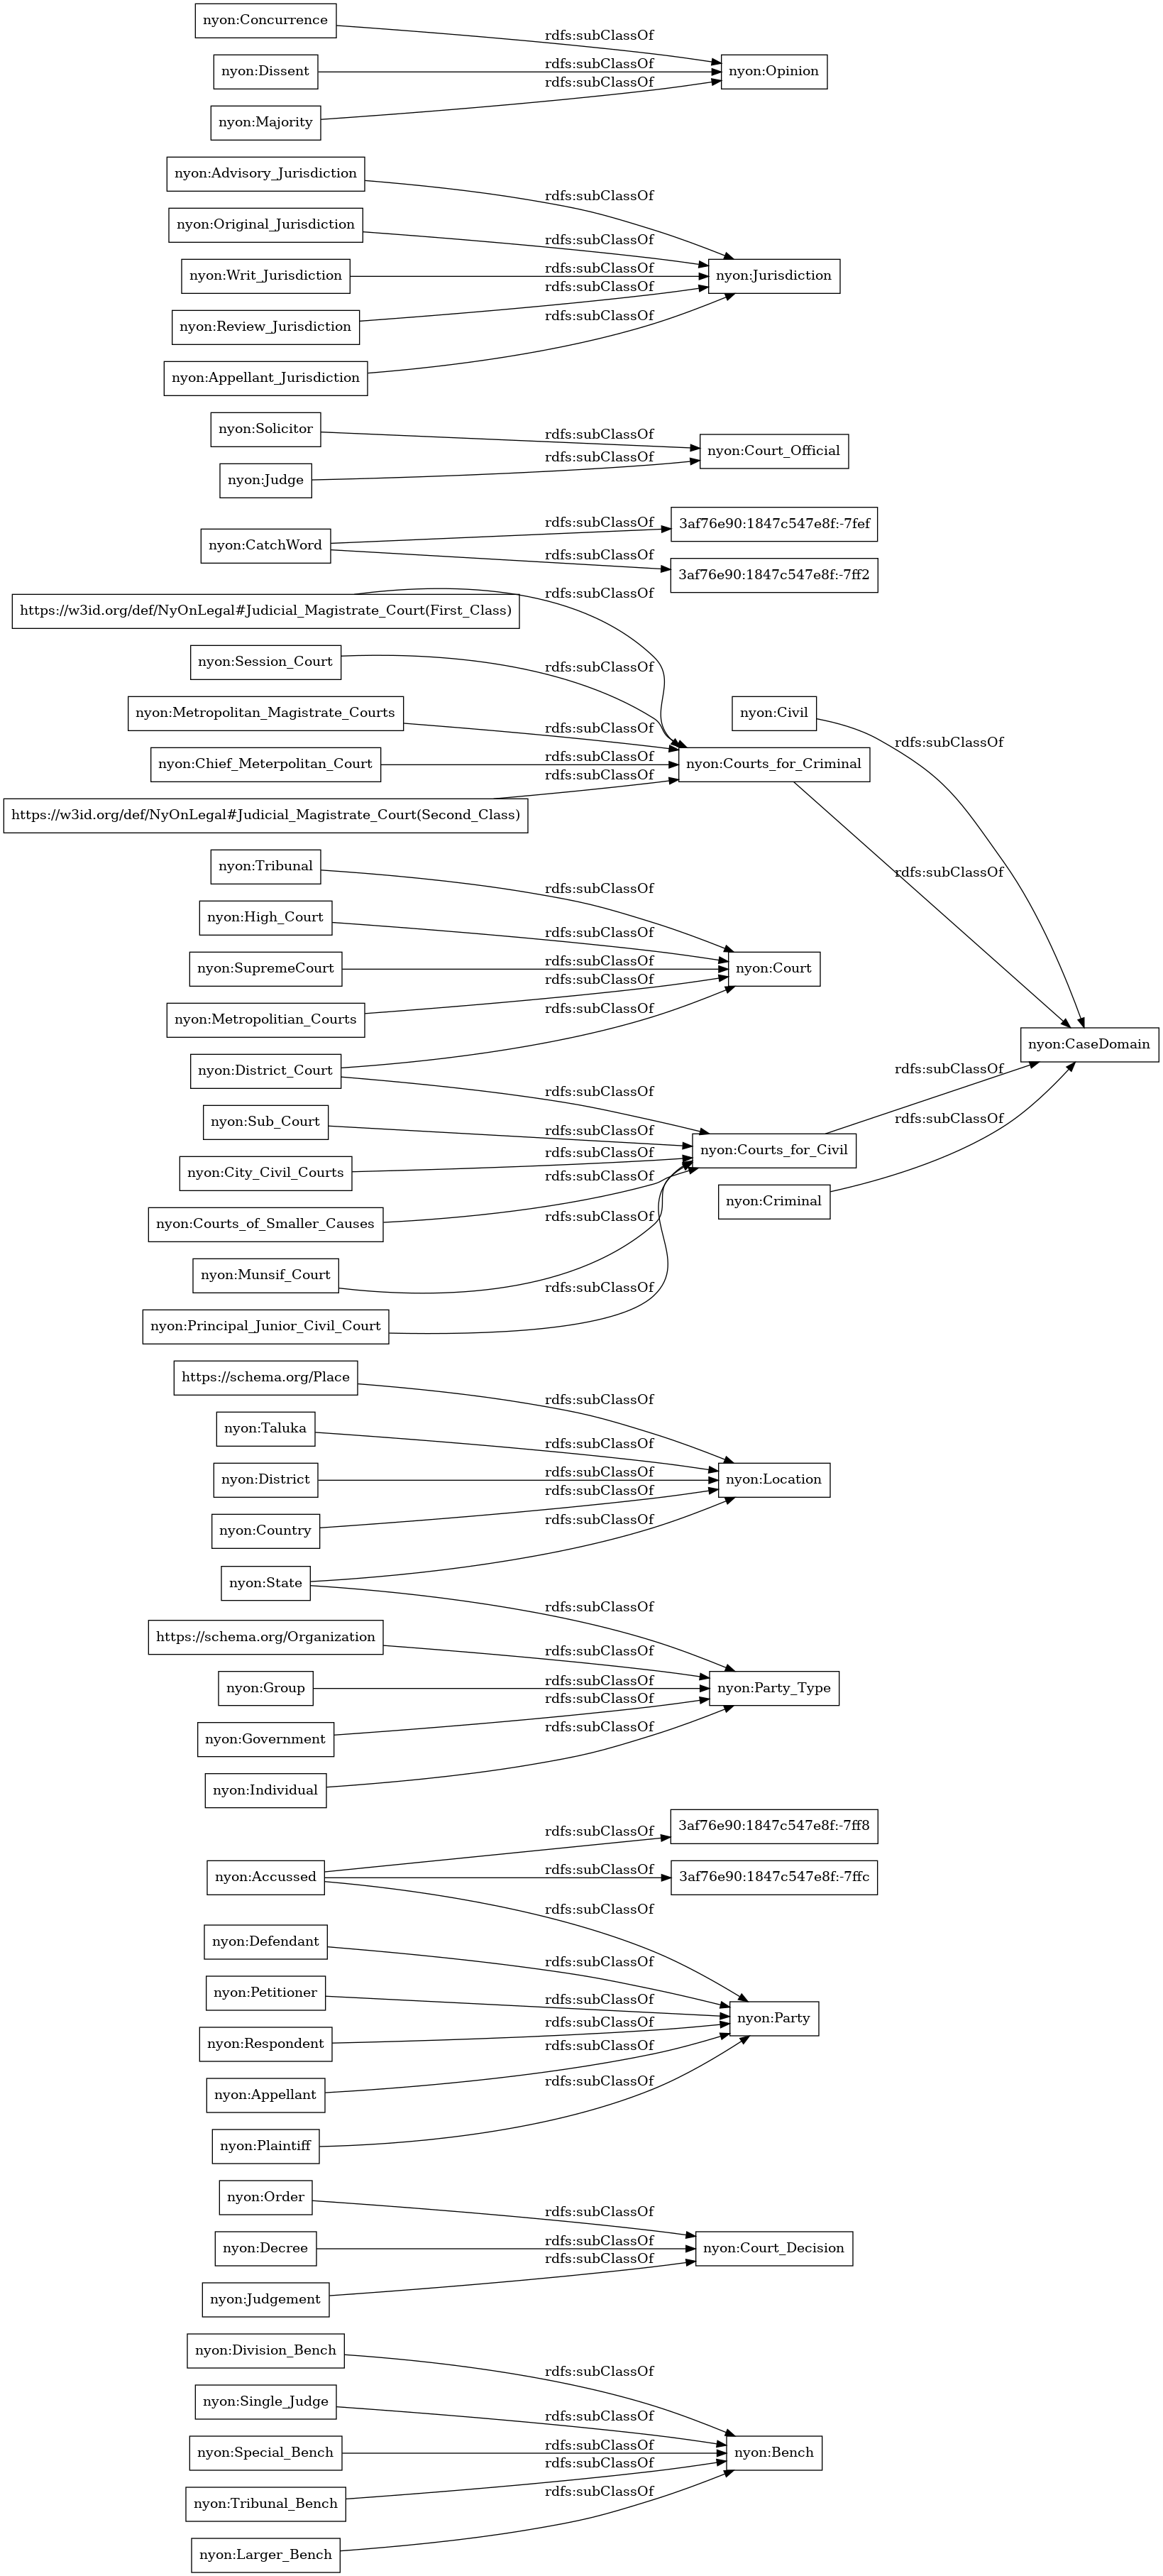 nyon:Concurrence
rdfs:subClassOf
nyon:Dissent
rdfs:subClassOf
nyon:Opinion
rdfs:subClassOf
nyon:Majority
nyon:Advisory_Jurisdiction
rdfs:subClassOf
nyon:Original_Jurisdiction
rdfs:subClassOf
nyon:Writ_Jurisdiction
rdfs:subClassOf
nyon:Jurisdiction
rdfs:subClassOf
nyon:Review_Jurisdiction
rdfs:subClassOf
nyon:Appellant_Jurisdiction
nyon:Solicitor
rdfs:subClassOf
nyon:Court_Official
rdfs:subClassOf
nyon:Judge
rdfs:subClassOf
3af76e90:1847c547e8f:-7fef
nyon:CatchWord
rdfs:subClassOf
3af76e90:1847c547e8f:-7ff2
rdfs:subClassOf
https://w3id.org/def/NyOnLegal#Judicial_Magistrate_Court(First_Class)
nyon:Session_Court
rdfs:subClassOf
nyon:Metropolitan_Magistrate_Courts
nyon:Civil
rdfs:subClassOf
rdfs:subClassOf
nyon:Chief_Meterpolitan_Court
rdfs:subClassOf
nyon:Courts_for_Criminal
rdfs:subClassOf
https://w3id.org/def/NyOnLegal#Judicial_Magistrate_Court(Second_Class)
nyon:Tribunal
rdfs:subClassOf
rdfs:subClassOf
nyon:High_Court
rdfs:subClassOf
nyon:SupremeCourt
rdfs:subClassOf
nyon:Court
rdfs:subClassOf
nyon:Metropolitian_Courts
rdfs:subClassOf
nyon:CaseDomain
nyon:District_Court
rdfs:subClassOf
rdfs:subClassOf
nyon:Sub_Court
rdfs:subClassOf
rdfs:subClassOf
nyon:Courts_for_Civil
nyon:City_Civil_Courts
rdfs:subClassOf
rdfs:subClassOf
nyon:Criminal
nyon:Courts_of_Smaller_Causes
rdfs:subClassOf
nyon:Munsif_Court
rdfs:subClassOf
nyon:Principal_Junior_Civil_Court
https://schema.org/Place
rdfs:subClassOf
nyon:Taluka
rdfs:subClassOf
nyon:District
rdfs:subClassOf
nyon:Location
rdfs:subClassOf
nyon:Country
rdfs:subClassOf
nyon:State
rdfs:subClassOf
https://schema.org/Organization
rdfs:subClassOf
nyon:Group
rdfs:subClassOf
nyon:Party_Type
rdfs:subClassOf
nyon:Government
rdfs:subClassOf
nyon:Individual
rdfs:subClassOf
3af76e90:1847c547e8f:-7ff8
nyon:Accussed
rdfs:subClassOf
3af76e90:1847c547e8f:-7ffc
rdfs:subClassOf
nyon:Defendant
rdfs:subClassOf
nyon:Petitioner
rdfs:subClassOf
nyon:Party
rdfs:subClassOf
nyon:Respondent
rdfs:subClassOf
nyon:Appellant
rdfs:subClassOf
nyon:Plaintiff
nyon:Order
rdfs:subClassOf
nyon:Decree
rdfs:subClassOf
nyon:Court_Decision
rdfs:subClassOf
nyon:Judgement
nyon:Division_Bench
rdfs:subClassOf
nyon:Single_Judge
rdfs:subClassOf
nyon:Special_Bench
rdfs:subClassOf
nyon:Bench
rdfs:subClassOf
nyon:Tribunal_Bench
rdfs:subClassOf
nyon:Larger_Bench